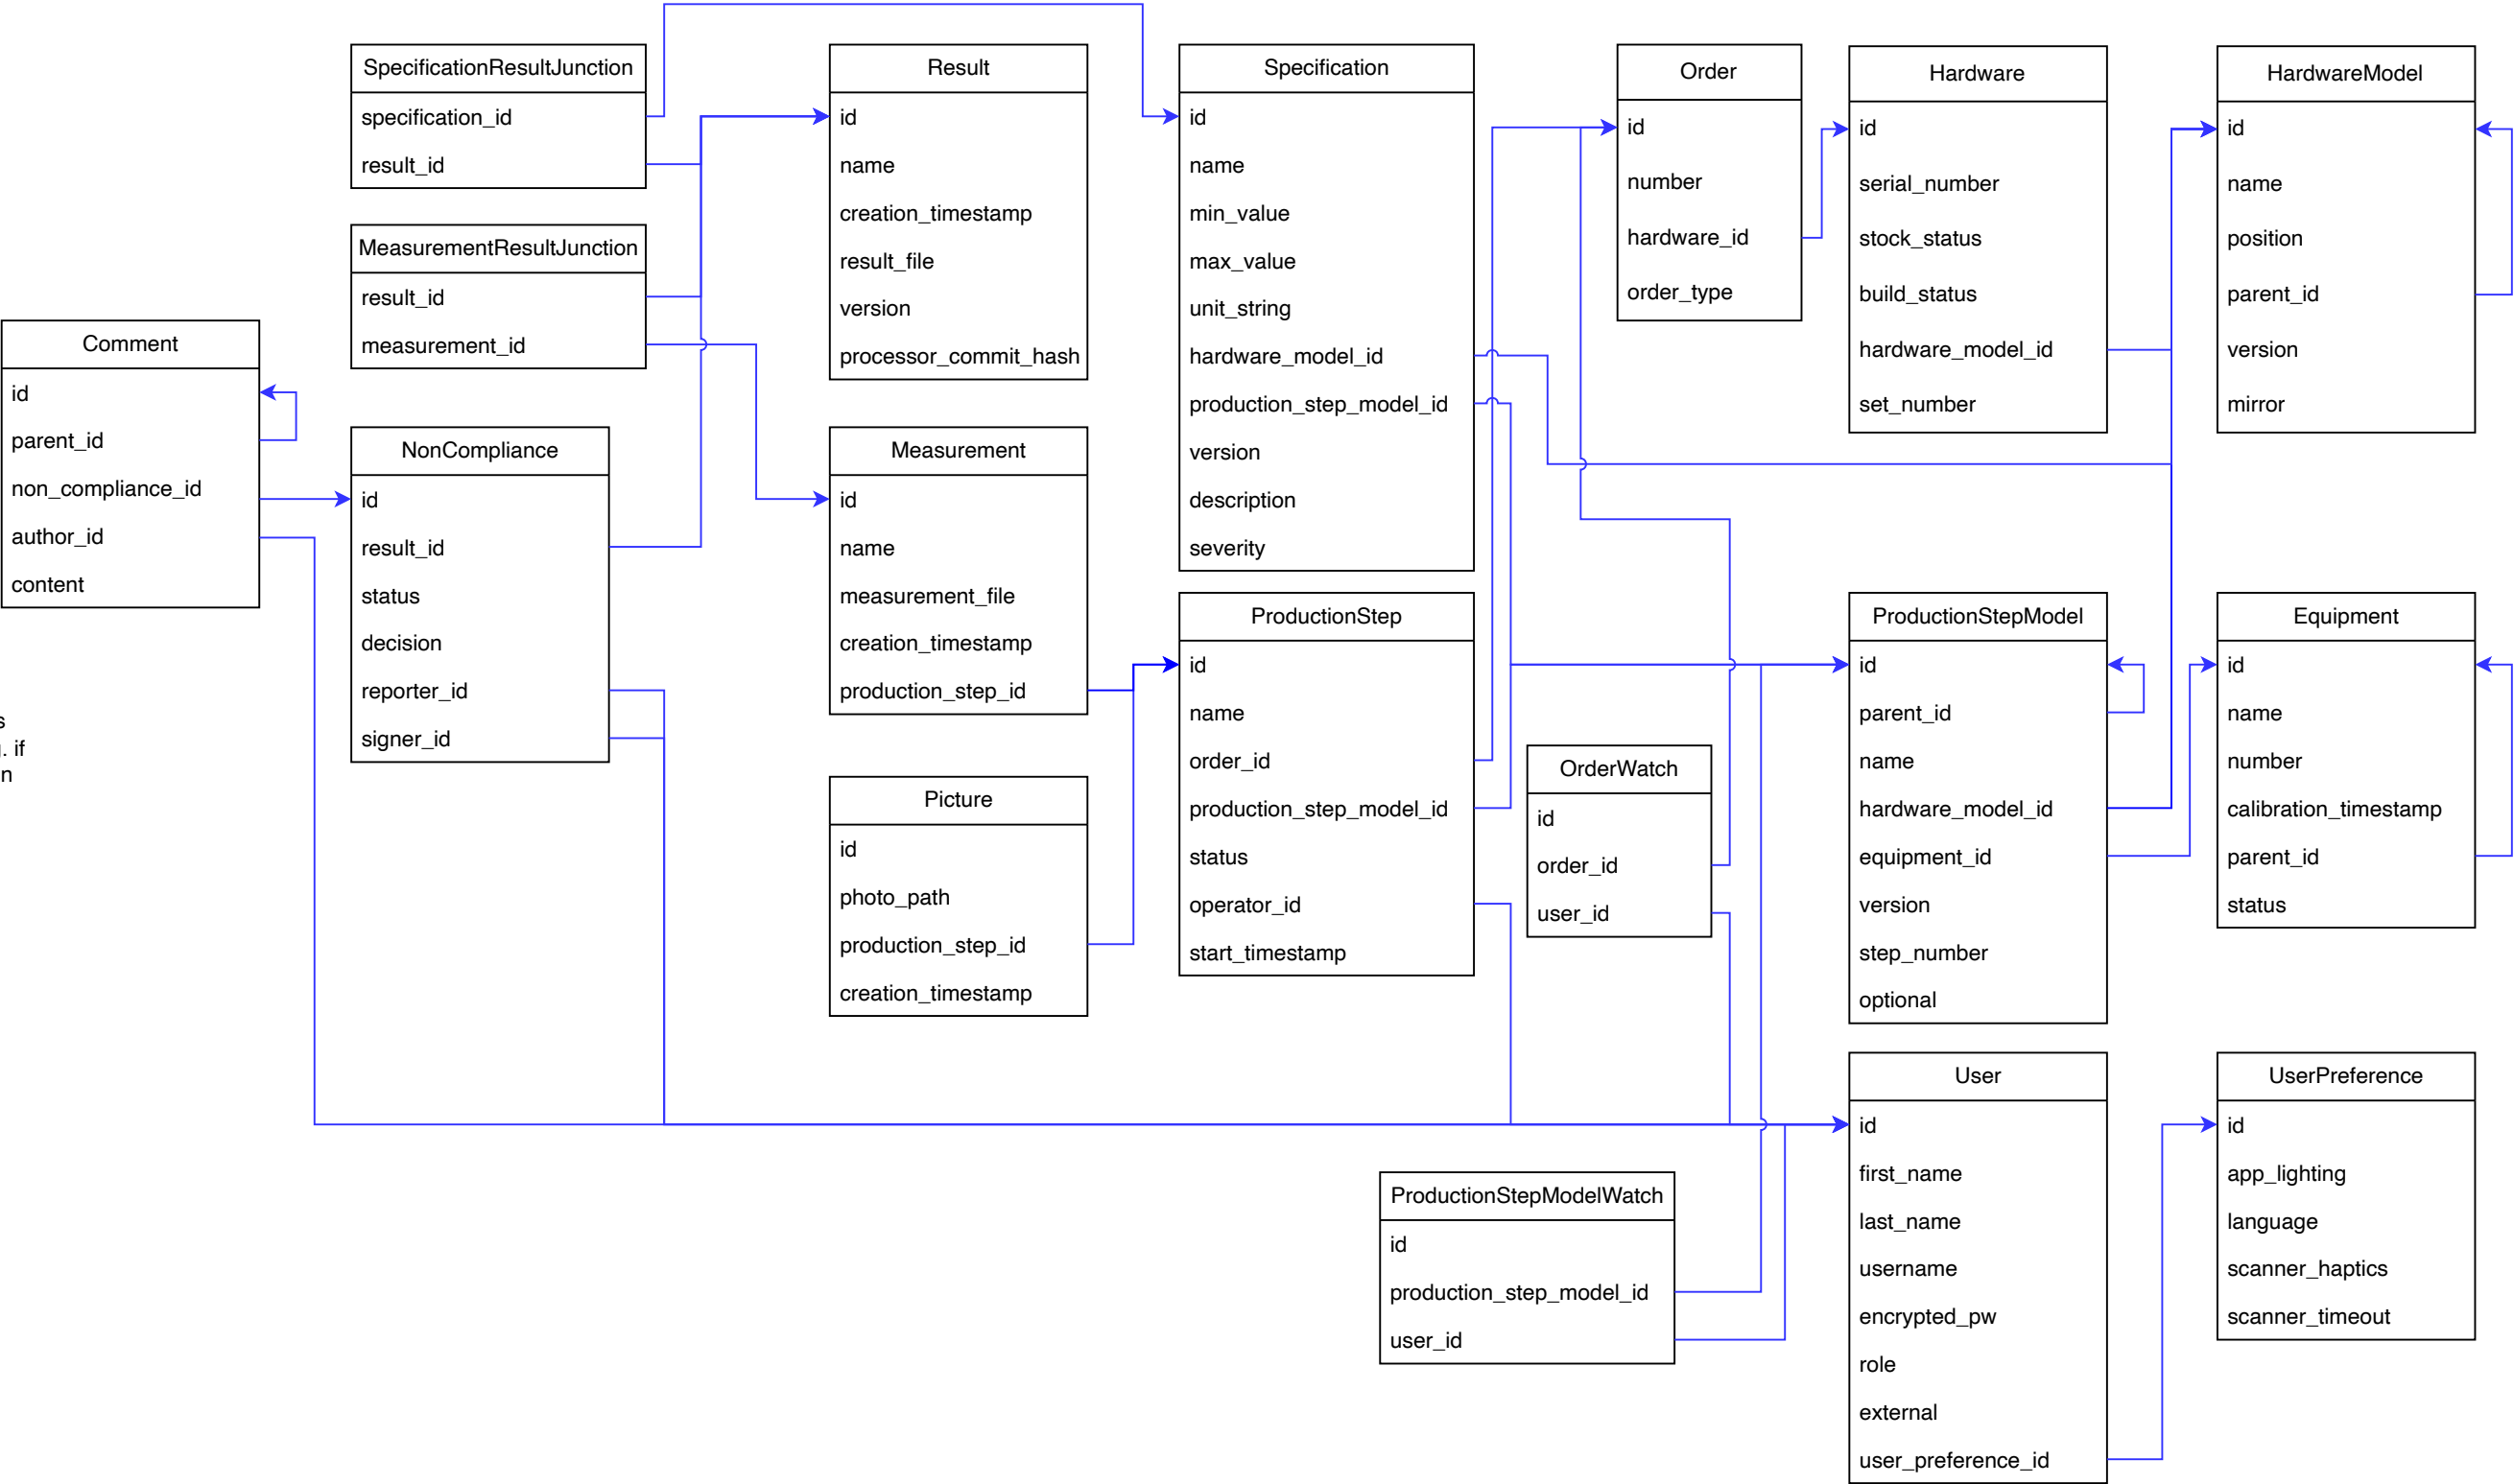 SpecificationResultJunction
specification_id
result_id
MeasurementResultJunction
result_id
measurement_id
Comment
id
parent_id
non_compliance_id
author_id
content
. if
n
NonCompliance
id
result_id
status
decision
reporter_id
signer_id
Result
id
name
creation_timestamp
result_file
version
processor_commit_hash
Measurement
id
name
measurement_file
creation_timestamp
production_step_id
Picture
id
photo_path
production_step_id
creation_timestamp
Specification
id
name
min_value
max_value
unit_string
hardware_model_id
production_step_model_id
version
description
severity
ProductionStep
id
name
order_id
production_step_model_id
status
operator_id
start_timestamp
Order
id
number
hardware_id
order_type
OrderWatch
id
order_id
user_id
ProductionStepModelWatch
id
production_step_model_id
user_id
Hardware
id
serial_number
stock_status
build_status
hardware_model_id
set_number
HardwareModel
id
name
position
parent_id
version
mirror
ProductionStepModel
id
parent_id
name
hardware_model_id
equipment_id
version
step_number
optional
Equipment
id
name
number
calibration_timestamp
parent_id
status
User
id
first_name
last_name
username
encrypted_pw
role
external
user_preference_id
UserPreference
id
app_lighting
language
scanner_haptics
scanner_timeout